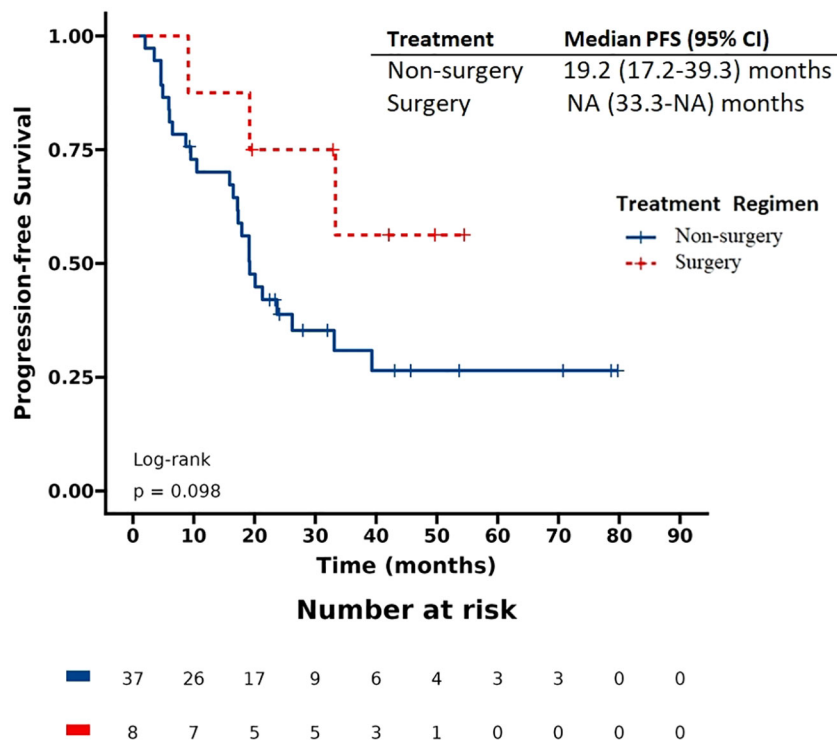 Treatment Median PFS (95% CI)
Non-surgery 19.2 (17.2-39.3) months
Surgery NA (33.3-NA) months
1.00
0.75
0.50
0.25
0.00
Progression-free Survival
Treatment Regimen
Non-surgery
Surgery
Log-rank
p = 0.098
0 10 20 30 40 50 60 70 80 90
Time (months)
Number at risk
37 26 17 9 6 4 3 3 0 0
8 7 5 5 3 1 0 0 0 0